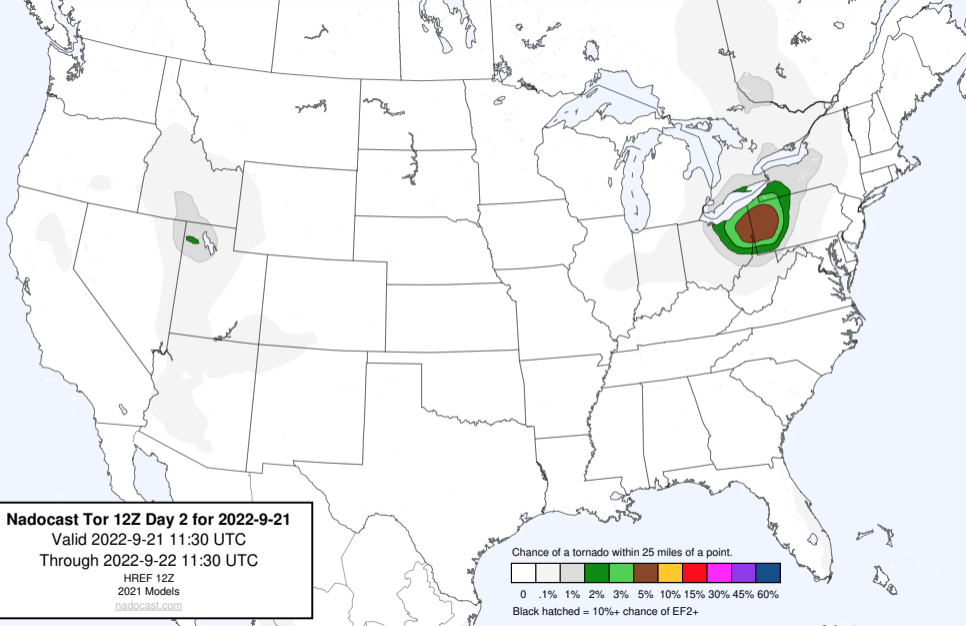 Nadocast Tor 12Z Day 2 for 2022-9-21
Valid 2022-9-21 11:30 UTC
Through 2022-9-22 11:30 UTC
HREF 12Z
2021 Models
nadocast.com
Chance of a tornado within 25 miles of a point.
0 .1% 1% 2% 3% 5% 10% 15% 30% 45% 60%
Black hatched = 10%+ chance of EF2+